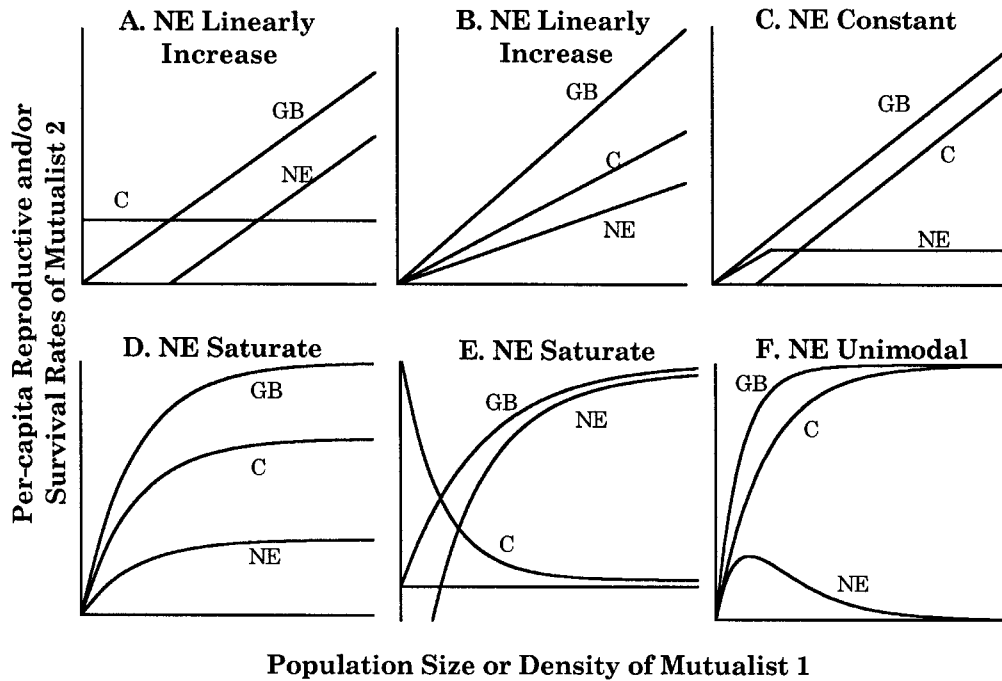 A. NE Linearly
Increase
B. NE Linearly
Increase
C. NE Constant
GB
NE
C
GB
C
NE
GB
C
NE
D. NE Saturate
E. NE Saturate
F. NE Unimodal
GB
C
NE
GB
NE
C
GB
C
NE
Per-capita Reproductive and/or
Survival Rates of Mutualist 2
Population Size or Density of Mutualist 1